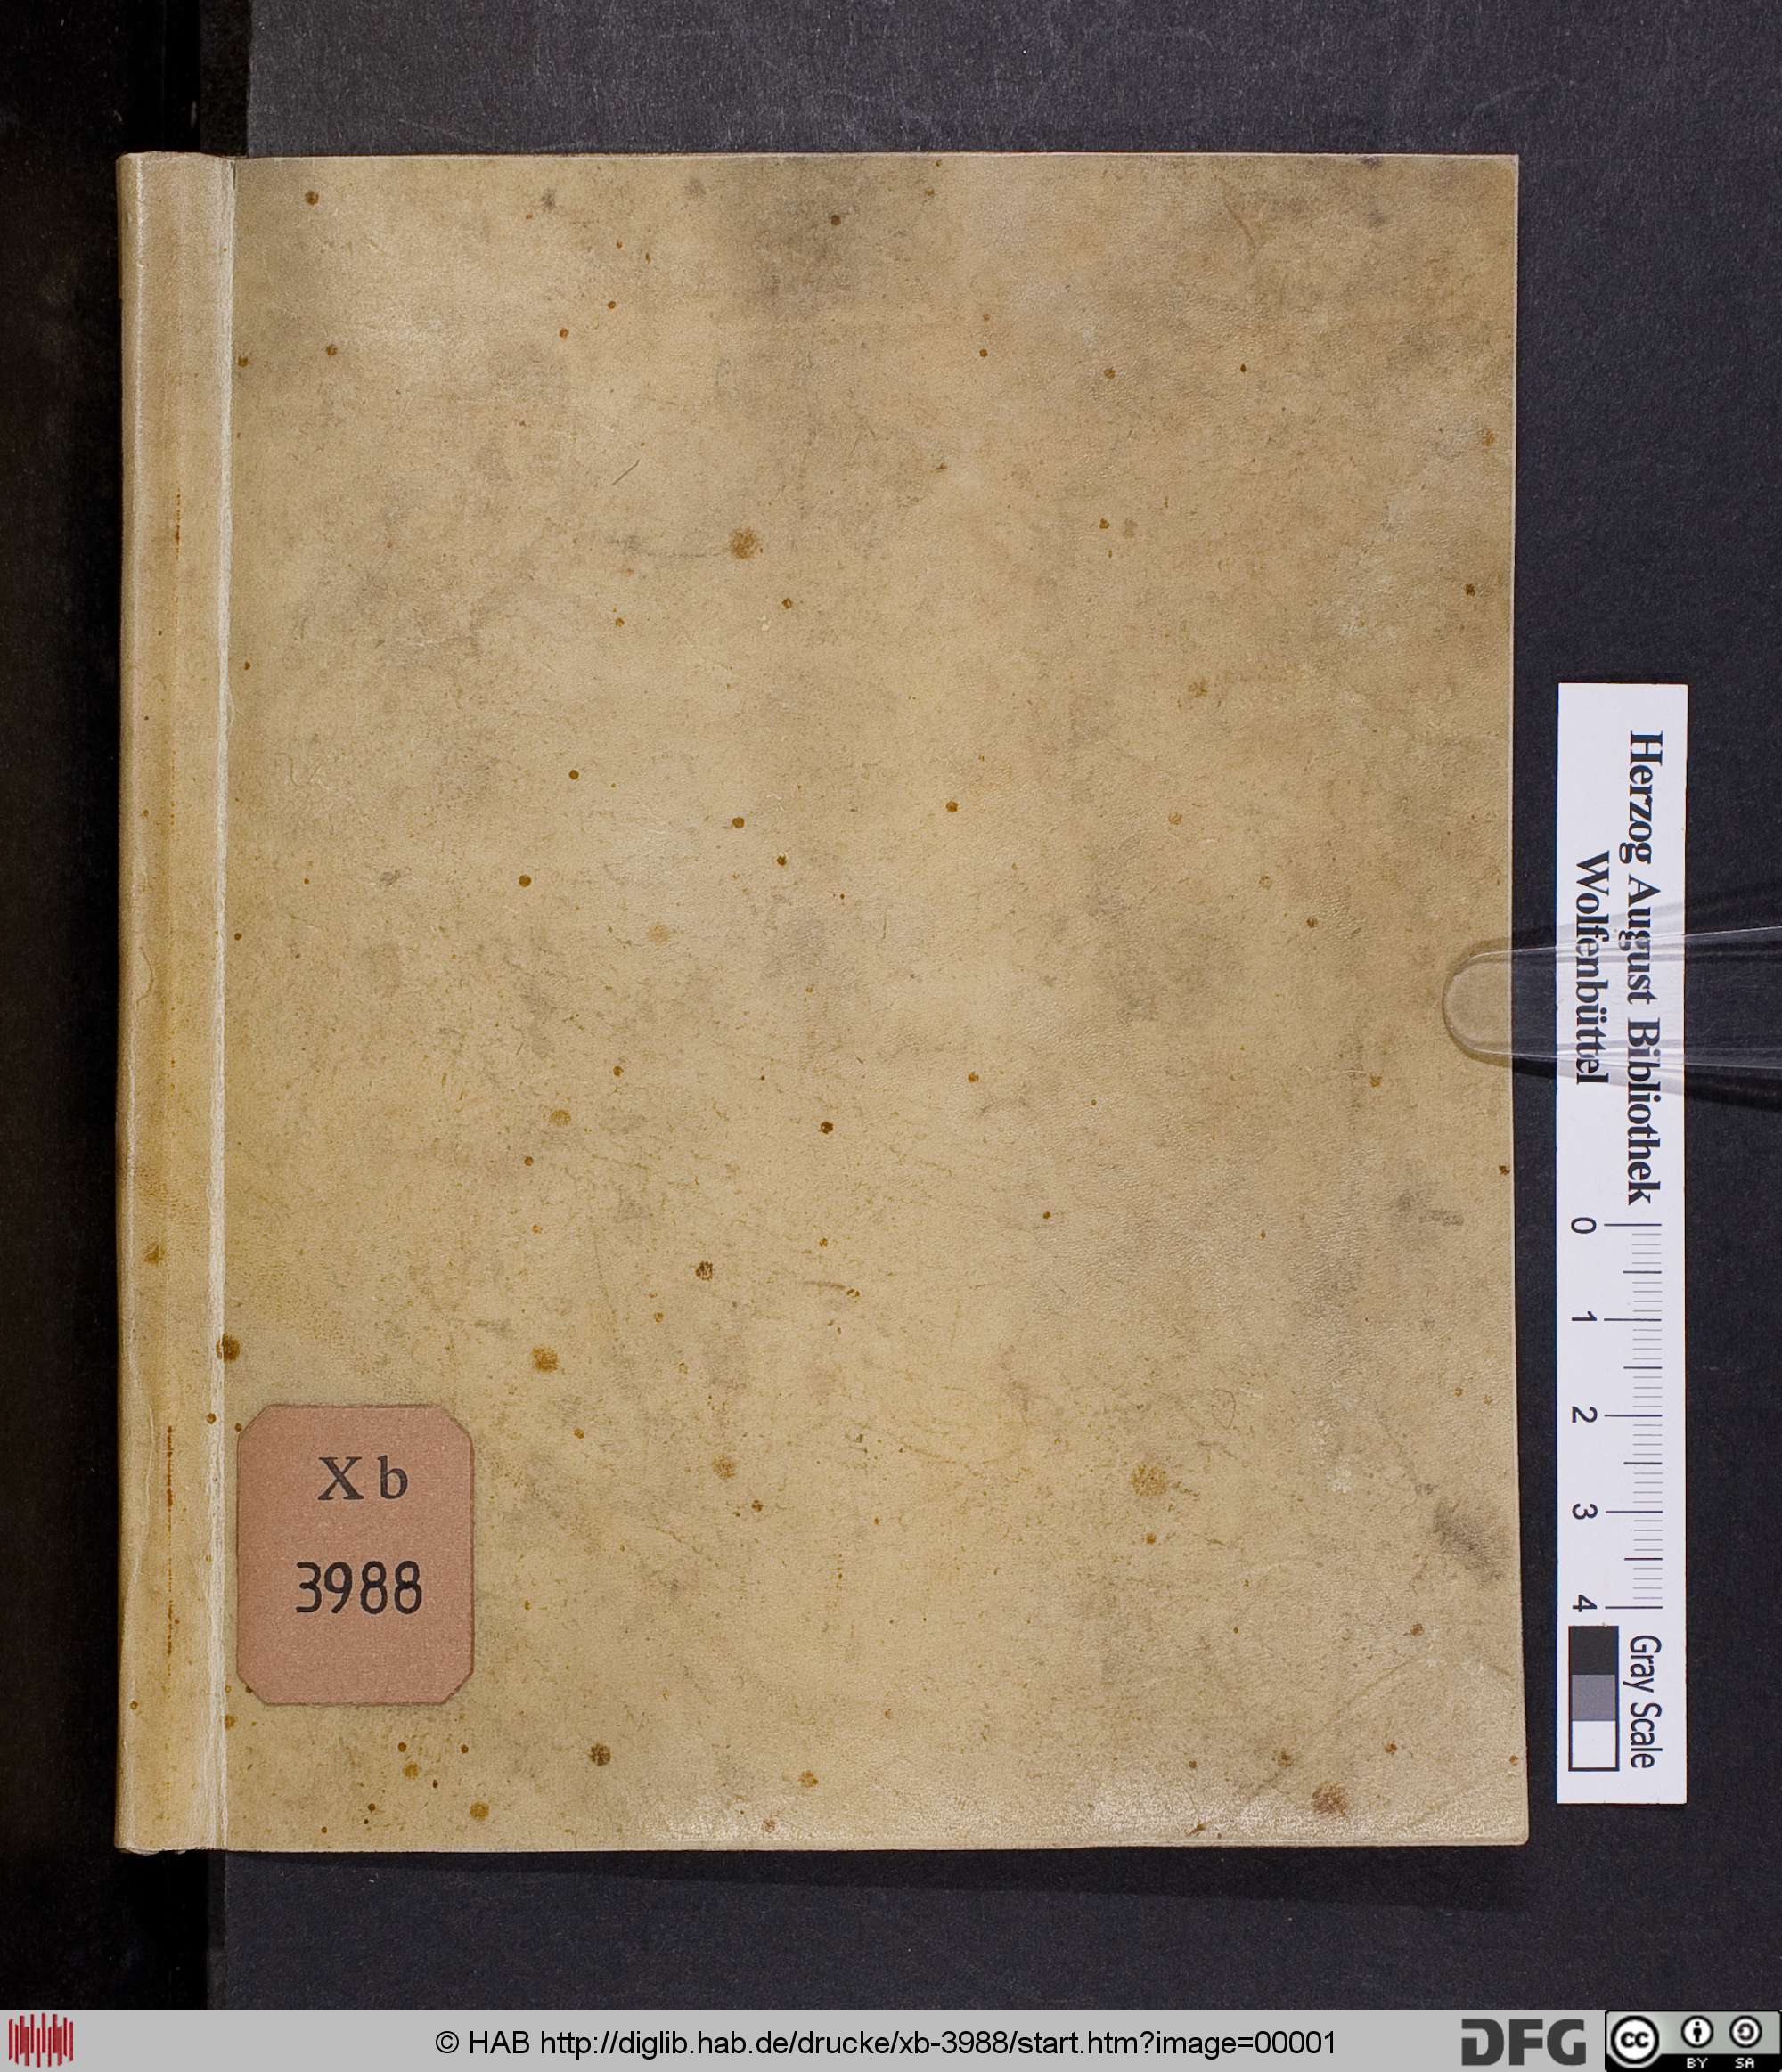 X b
3988
Herzog August Bibliothek
Wolfenbüttel
0 1 2 3 4
Gray Scale
© HAB http://diglib.hab.de/drucke/xb-3988/start.htm?image=00001
DFG
cc BY SA